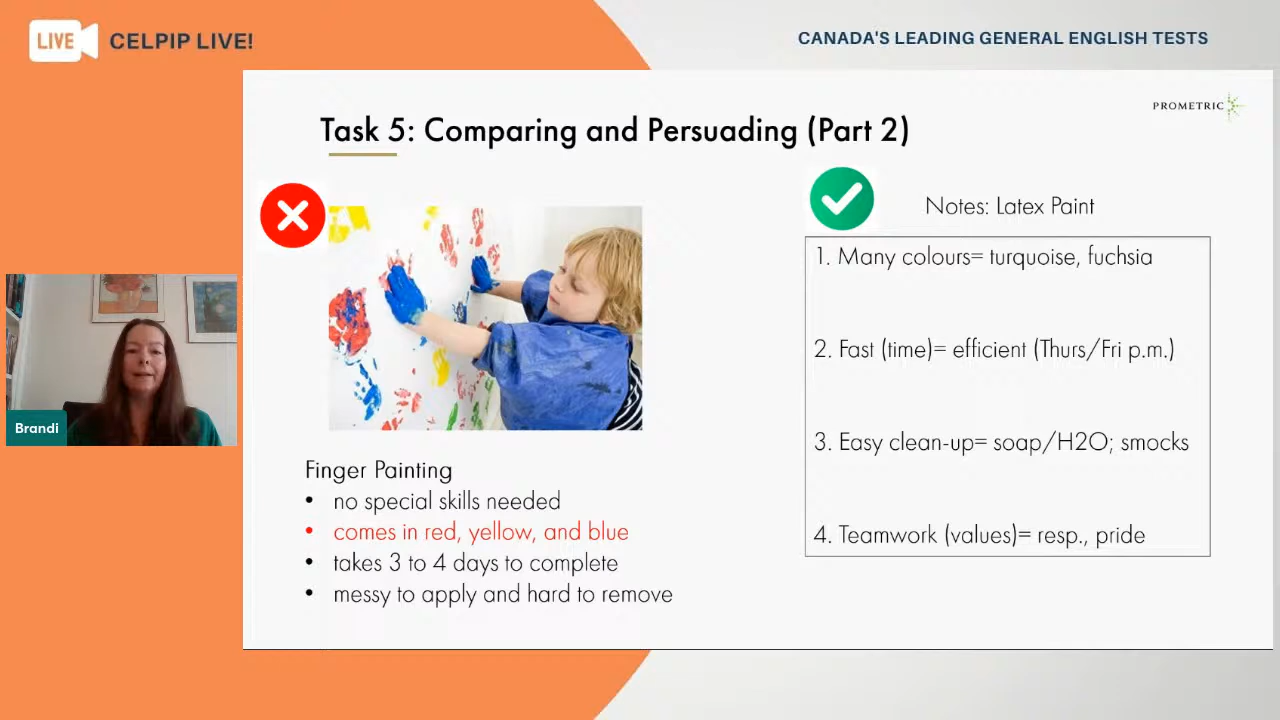 LIVE
CELPIP LIVE!
CANADA'S LEADING GENERAL ENGLISH TESTS
PROMETRIC
Task 5: Comparing and Persuading (Part 2)
Notes: Latex Paint
1. Many colours= turquoise, fuchsia
2. Fast (time)= efficient (Thurs/Fri p.m.)
3. Easy clean-up= soap/H2O; smocks
4. Teamwork (values)= resp., pride
Brandi
Finger Painting
• no special skills needed
• comes in red, yellow, and blue
• takes 3 to 4 days to complete
• messy to apply and hard to remove